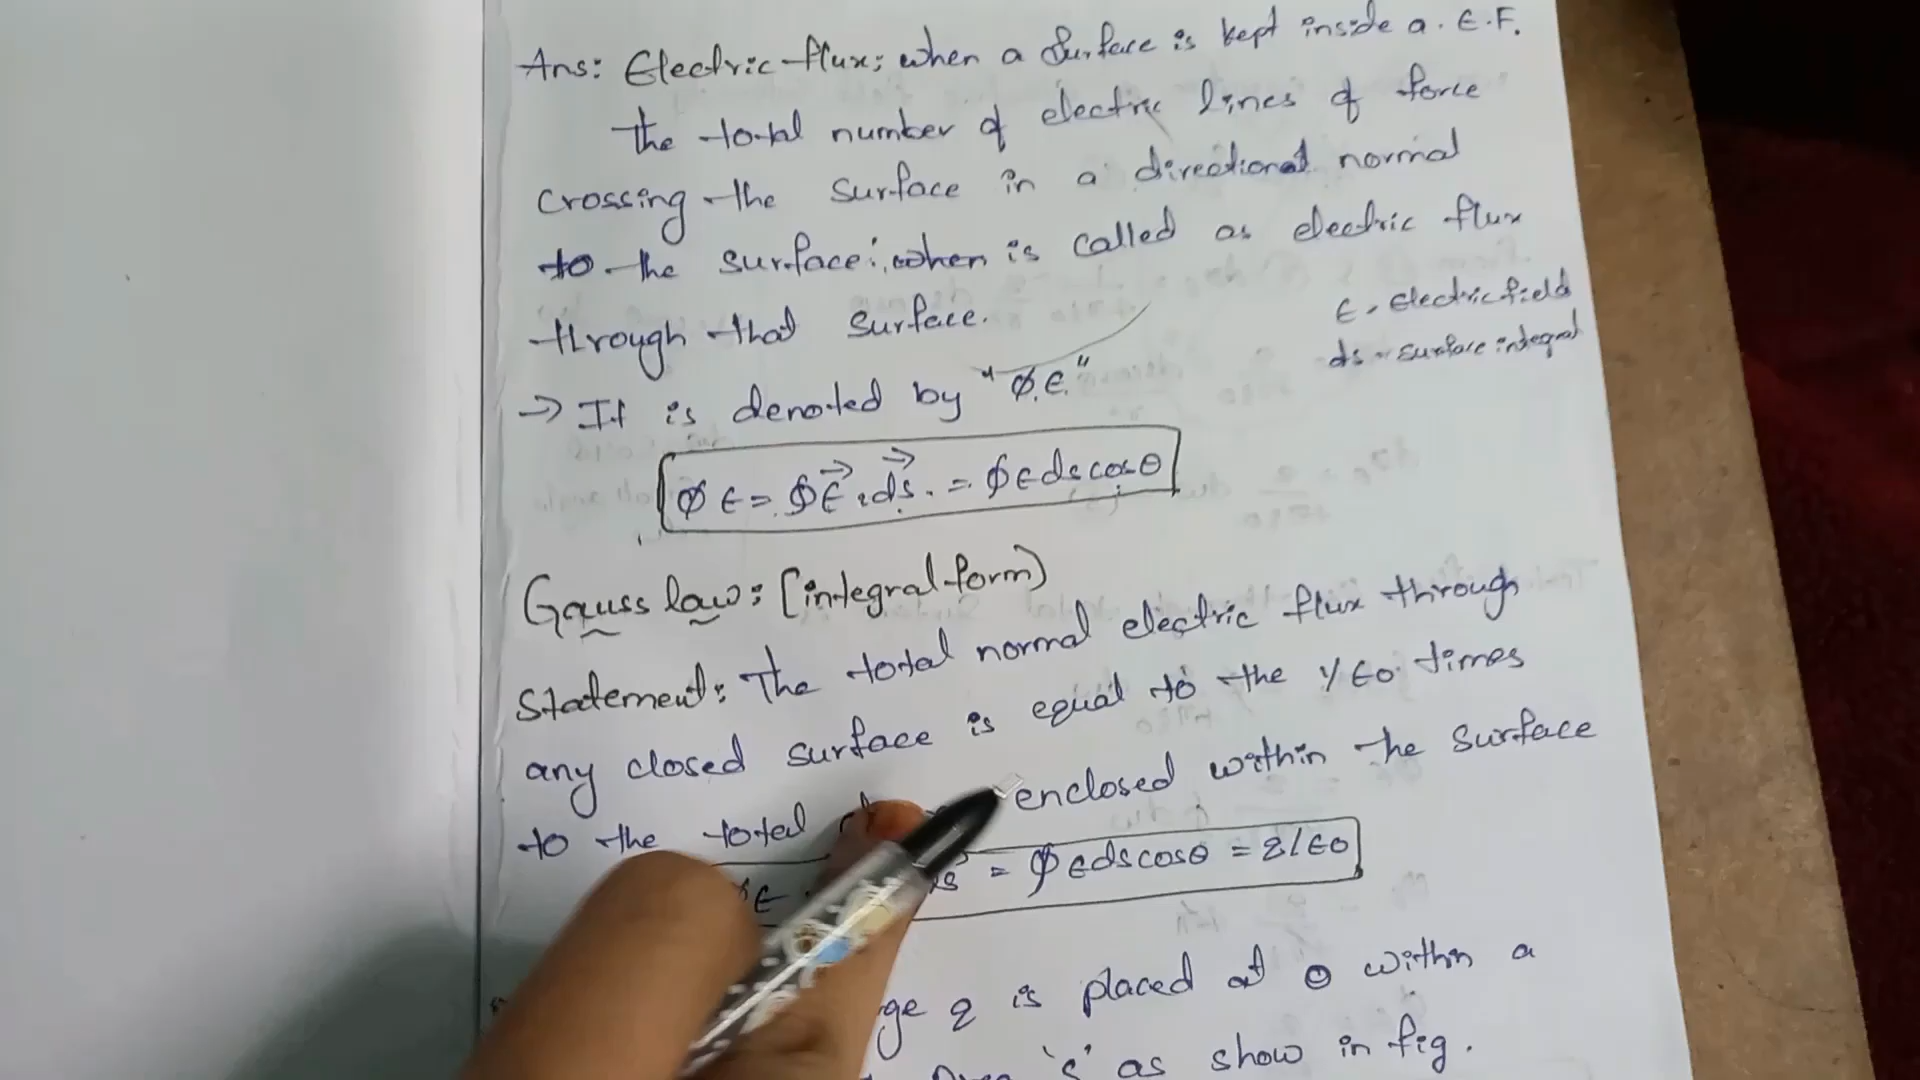 Ans: Electric-flux: when a Surface is kept inside a. E.F.
the total number of electric lines of force
crossing the surface in a directional normal
to the surface: when is called as electric flux
through that surface.
E - Electric field
ds - surface integral
→ It is denoted by "ϕ.E."
ϕ E = ∮E⃗ . ds⃗ . = ∮E ds cosθ
Gauss law: [integral form)
Statement: The total normal electric flux through
any closed surface is equal to the 1/ϵ0 times
to the total enclosed within the surface
ϕE = ∮E ds cosθ = q/ϵ0
q is placed at O within a
's' as show in fig.